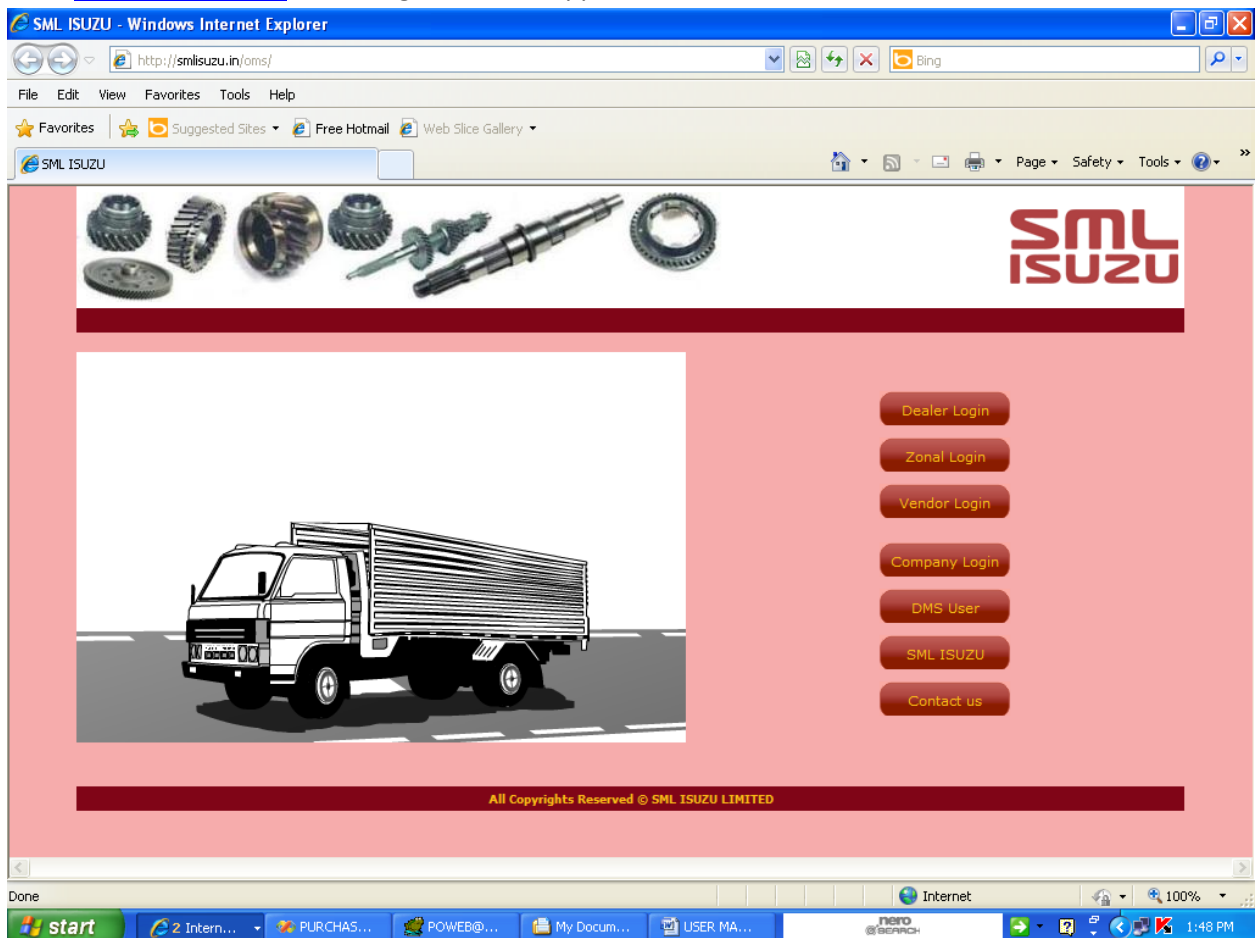 SML ISUZU - Windows Internet Explorer
http://smlisuzu.in/oms/
Bing
File Edit View Favorites Tools Help
Favorites Suggested Sites Free Hotmail Web Slice Gallery
SML ISUZU
Page Safety Tools
SML
ISUZU
Dealer Login
Zonal Login
Vendor Login
Company Login
DMS User
SML ISUZU
Contact us
All Copyrights Reserved © SML ISUZU LIMITED
Done Internet 100%
start 2 Intern... PURCHAS... POWEB@... My Docum... USER MA... nero SEARCH 1:48 PM